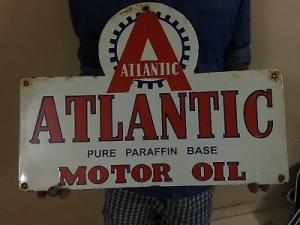 A
ATLANTIC
ATLANTIC
PURE PARAFFIN BASE
MOTOR OIL